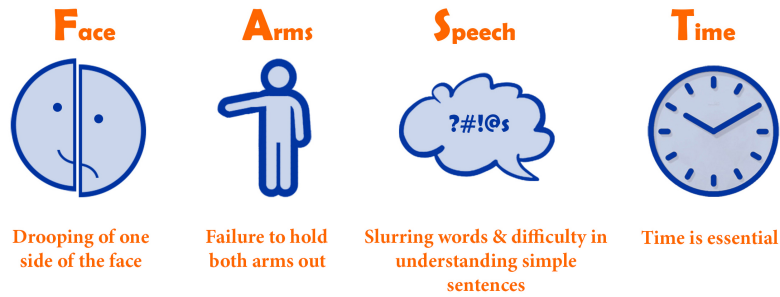 Face
Arms
Speech
Time
?#!@s
Drooping of one
side of the face
Failure to hold
both arms out
Slurring words & difficulty in
understanding simple
sentences
Time is essential